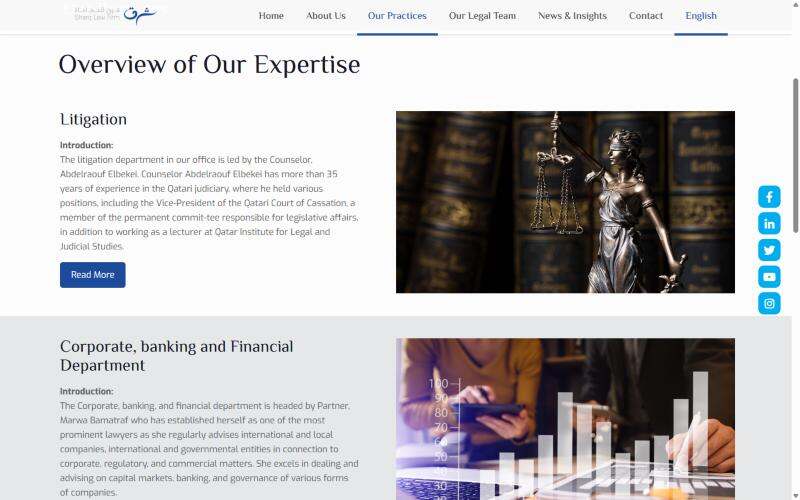 Sharq Law Firm
شرق
Home
About Us
Our Practices
Our Legal Team
News & Insights
Contact
English
Overview of Our Expertise
Litigation
Introduction:
The litigation department in our office is led by the Counselor,
Abdelraouf Elbekei. Counselor Abdelraouf Elbekei has more than 35
years of experience in the Qatari judiciary, where he held various
positions, including the Vice-President of the Qatari Court of Cassation, a
member of the permanent commit-tee responsible for legislative affairs,
in addition to working as a lecturer at Qatar Institute for Legal and
Judicial Studies.
Read More
Corporate, banking and Financial
Department
Introduction:
The Corporate, banking, and financial department is headed by Partner,
Marwa Bamatraf who has established herself as one of the most
prominent lawyers as she regularly advises international and local
companies, international and governmental entities in connection to
corporate, regulatory, and commercial matters. She excels in dealing and
advising on capital markets, banking, and governance of various forms
of companies.
100
90
80
70
60
50
40
30